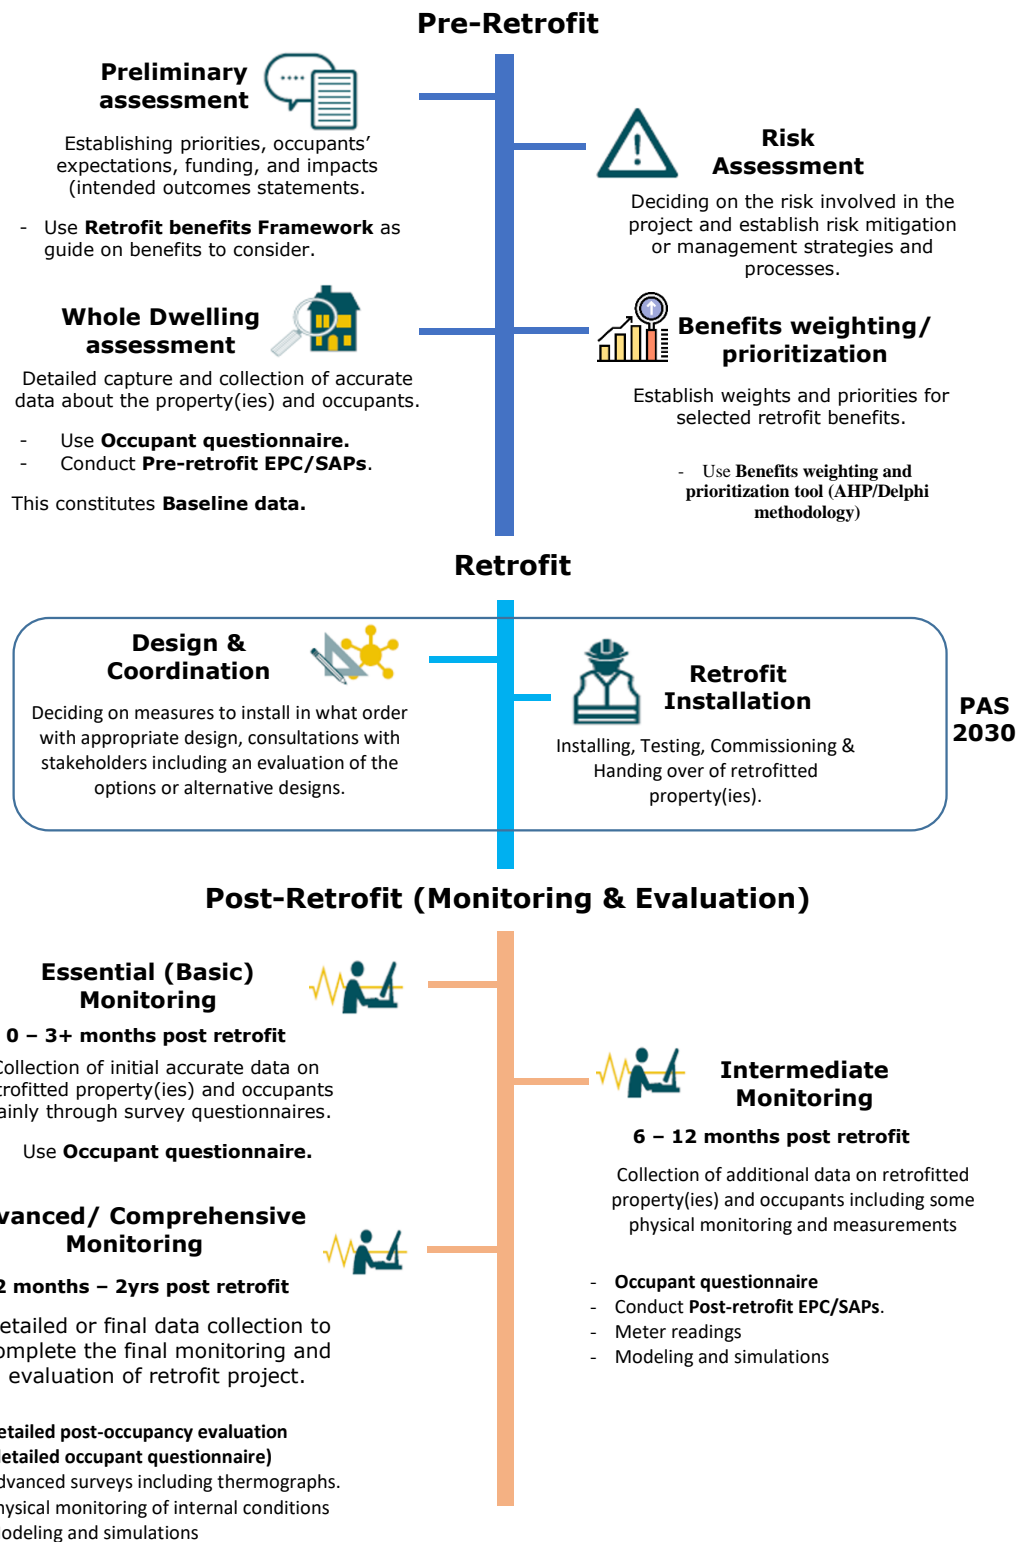 Pre-Retrofit
Preliminary
assessment
Establishing priorities, occupants’
expectations, funding, and impacts
(intended outcomes statements.
- Use Retrofit benefits Framework as
guide on benefits to consider.
Risk
Assessment
Deciding on the risk involved in the
project and establish risk mitigation
or management strategies and
processes.
Whole Dwelling
assessment
Detailed capture and collection of accurate
data about the property(ies) and occupants.
- Use Occupant questionnaire.
- Conduct Pre-retrofit EPC/SAPs.
This constitutes Baseline data.
Benefits weighting/
prioritization
Establish weights and priorities for
selected retrofit benefits.
- Use Benefits weighting and
prioritization tool (AHP/Delphi
methodology)
Retrofit
Design &
Coordination
Deciding on measures to install in what order
with appropriate design, consultations with
stakeholders including an evaluation of the
options or alternative designs.
Retrofit
Installation
Installing, Testing, Commissioning &
Handing over of retrofitted
property(ies).
PAS
2030
Post-Retrofit (Monitoring & Evaluation)
Essential (Basic)
Monitoring
0 – 3+ months post retrofit
ollection of initial accurate data on
trofitted property(ies) and occupants
ainly through survey questionnaires.
Use Occupant questionnaire.
Intermediate
Monitoring
6 – 12 months post retrofit
Collection of additional data on retrofitted
property(ies) and occupants including some
physical monitoring and measurements
- Occupant questionnaire
- Conduct Post-retrofit EPC/SAPs.
- Meter readings
- Modeling and simulations
vanced/ Comprehensive
Monitoring
2 months – 2yrs post retrofit
etailed or final data collection to
omplete the final monitoring and
evaluation of retrofit project.
etailed post-occupancy evaluation
letailed occupant questionnaire)
dvanced surveys including thermographs.
hysical monitoring of internal conditions
odeling and simulations